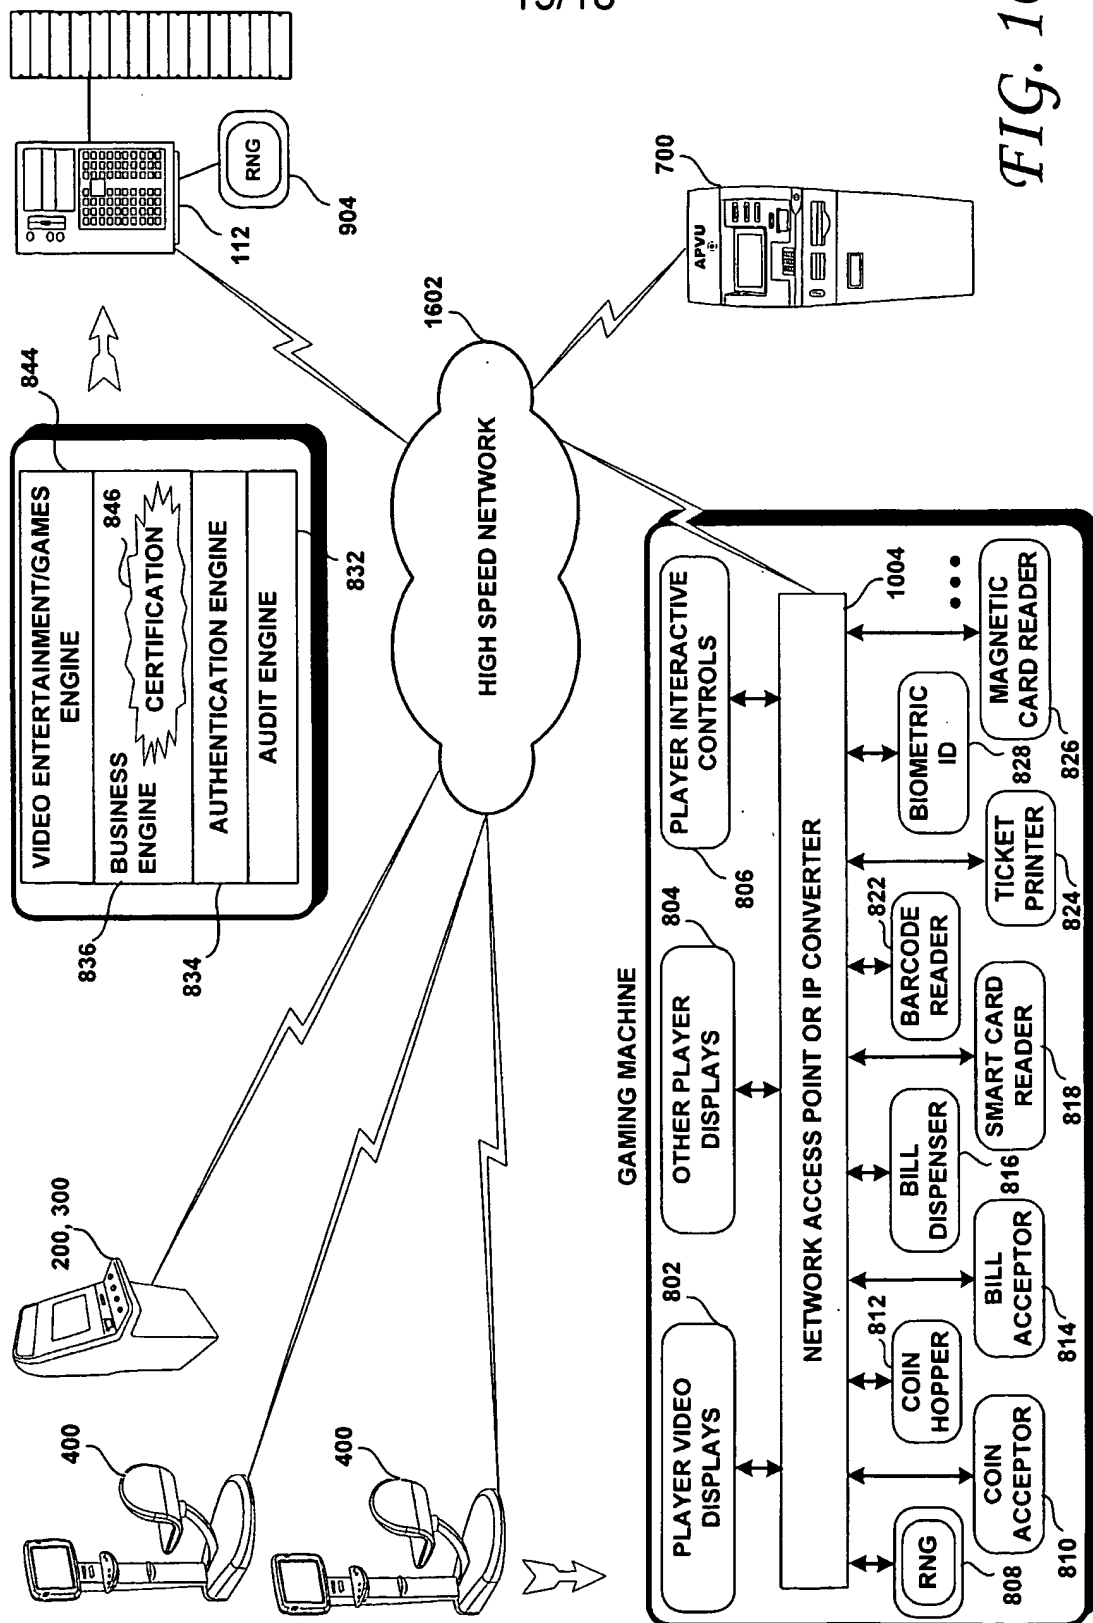 15/18
844
VIDEO ENTERTAINMENT/GAMES
ENGINE
BUSINESS
ENGINE
846
CERTIFICATION
AUTHENTICATION ENGINE
AUDIT ENGINE
836
834
832
112
RNG
904
200, 300
400
400
1602
HIGH SPEED NETWORK
700
APVU
GAMING MACHINE
802
804
806
PLAYER VIDEO
DISPLAYS
OTHER PLAYER
DISPLAYS
PLAYER INTERACTIVE
CONTROLS
NETWORK ACCESS POINT OR IP CONVERTER
1004
RNG
808
COIN
ACCEPTOR
810
COIN
HOPPER
812
BILL
ACCEPTOR
814
BILL
DISPENSER
816
SMART CARD
READER
818
BARCODE
READER
822
TICKET
PRINTER
824
BIOMETRIC
ID
828
MAGNETIC
CARD READER
826
FIG.